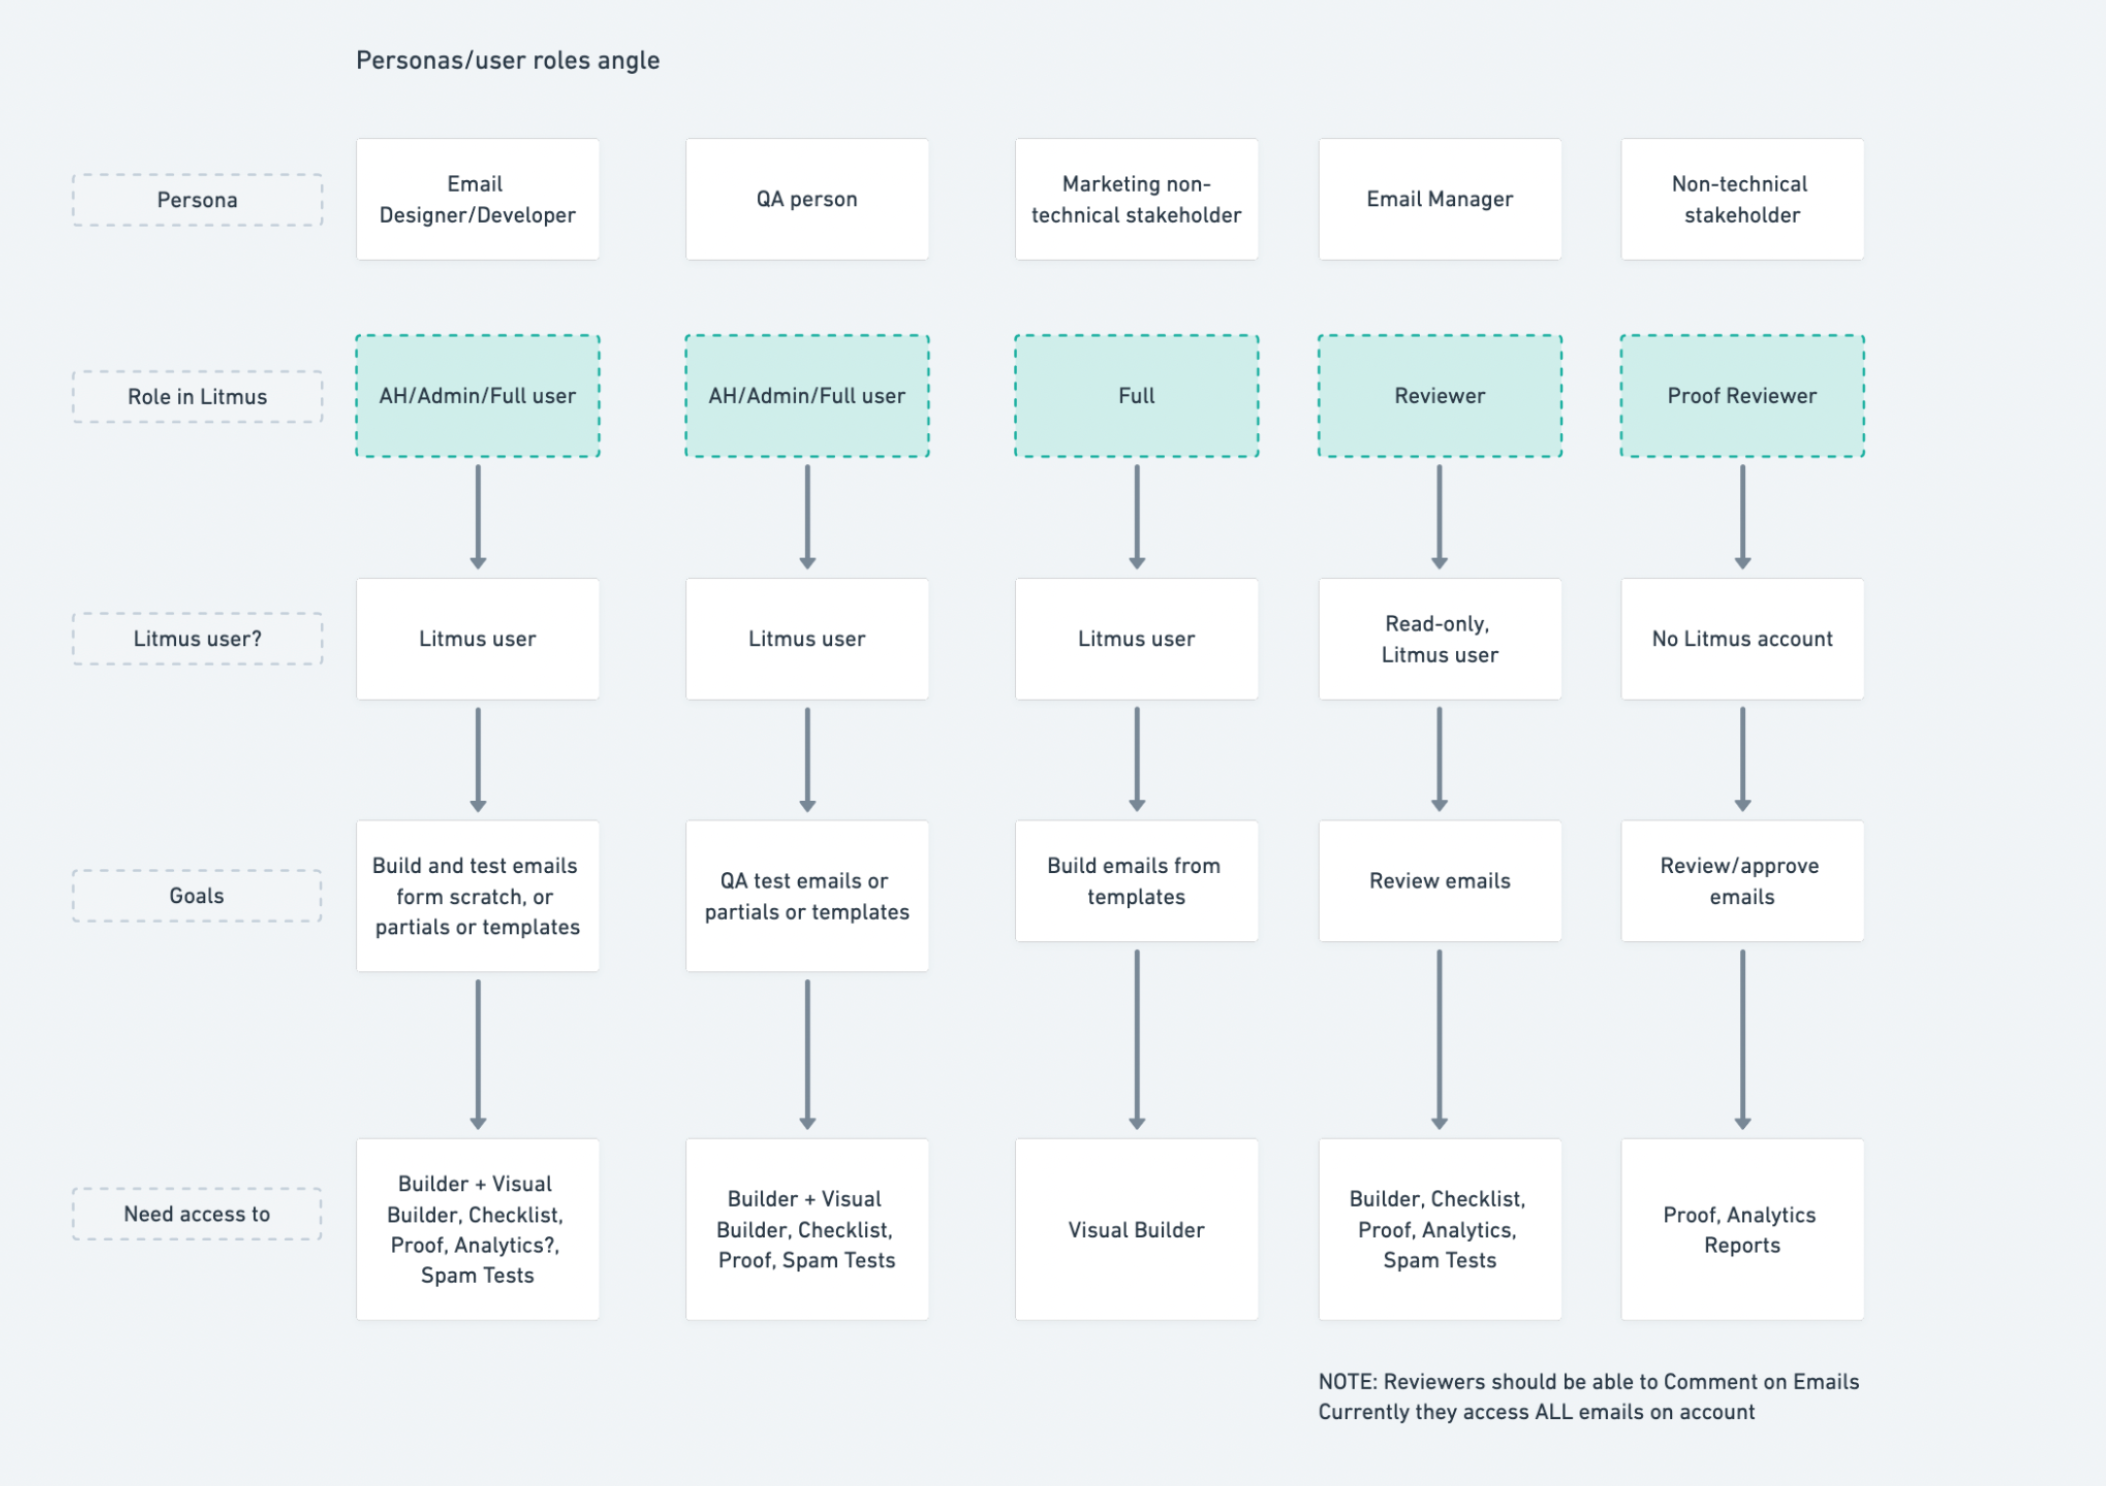 Personas/user roles angle
Persona
Email
Designer/Developer
QA person
Marketing non-
technical stakeholder
Email Manager
Non-technical
stakeholder
Role in Litmus
AH/Admin/Full user
AH/Admin/Full user
Full
Reviewer
Proof Reviewer
Litmus user?
Litmus user
Litmus user
Litmus user
Read-only,
Litmus user
No Litmus account
Goals
Build and test emails
form scratch, or
partials or templates
QA test emails or
partials or templates
Build emails from
templates
Review emails
Review/approve
emails
Need access to
Builder + Visual
Builder, Checklist,
Proof, Analytics?,
Spam Tests
Builder + Visual
Builder, Checklist,
Proof, Spam Tests
Visual Builder
Builder, Checklist,
Proof, Analytics,
Spam Tests
Proof, Analytics
Reports
NOTE: Reviewers should be able to Comment on Emails
Currently they access ALL emails on account